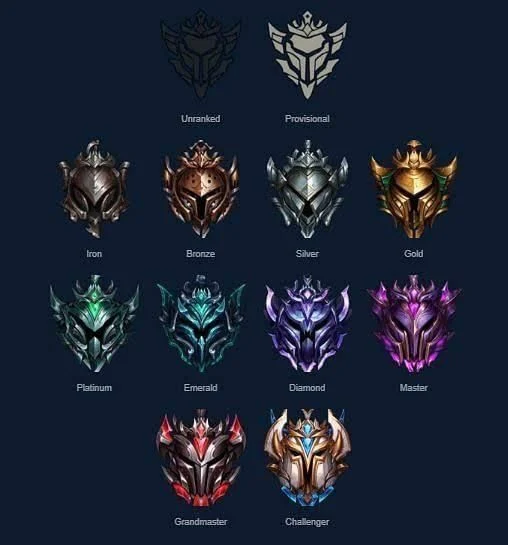 Unranked
Provisional
Iron
Bronze
Silver
Gold
Platinum
Emerald
Diamond
Master
Grandmaster
Challenger